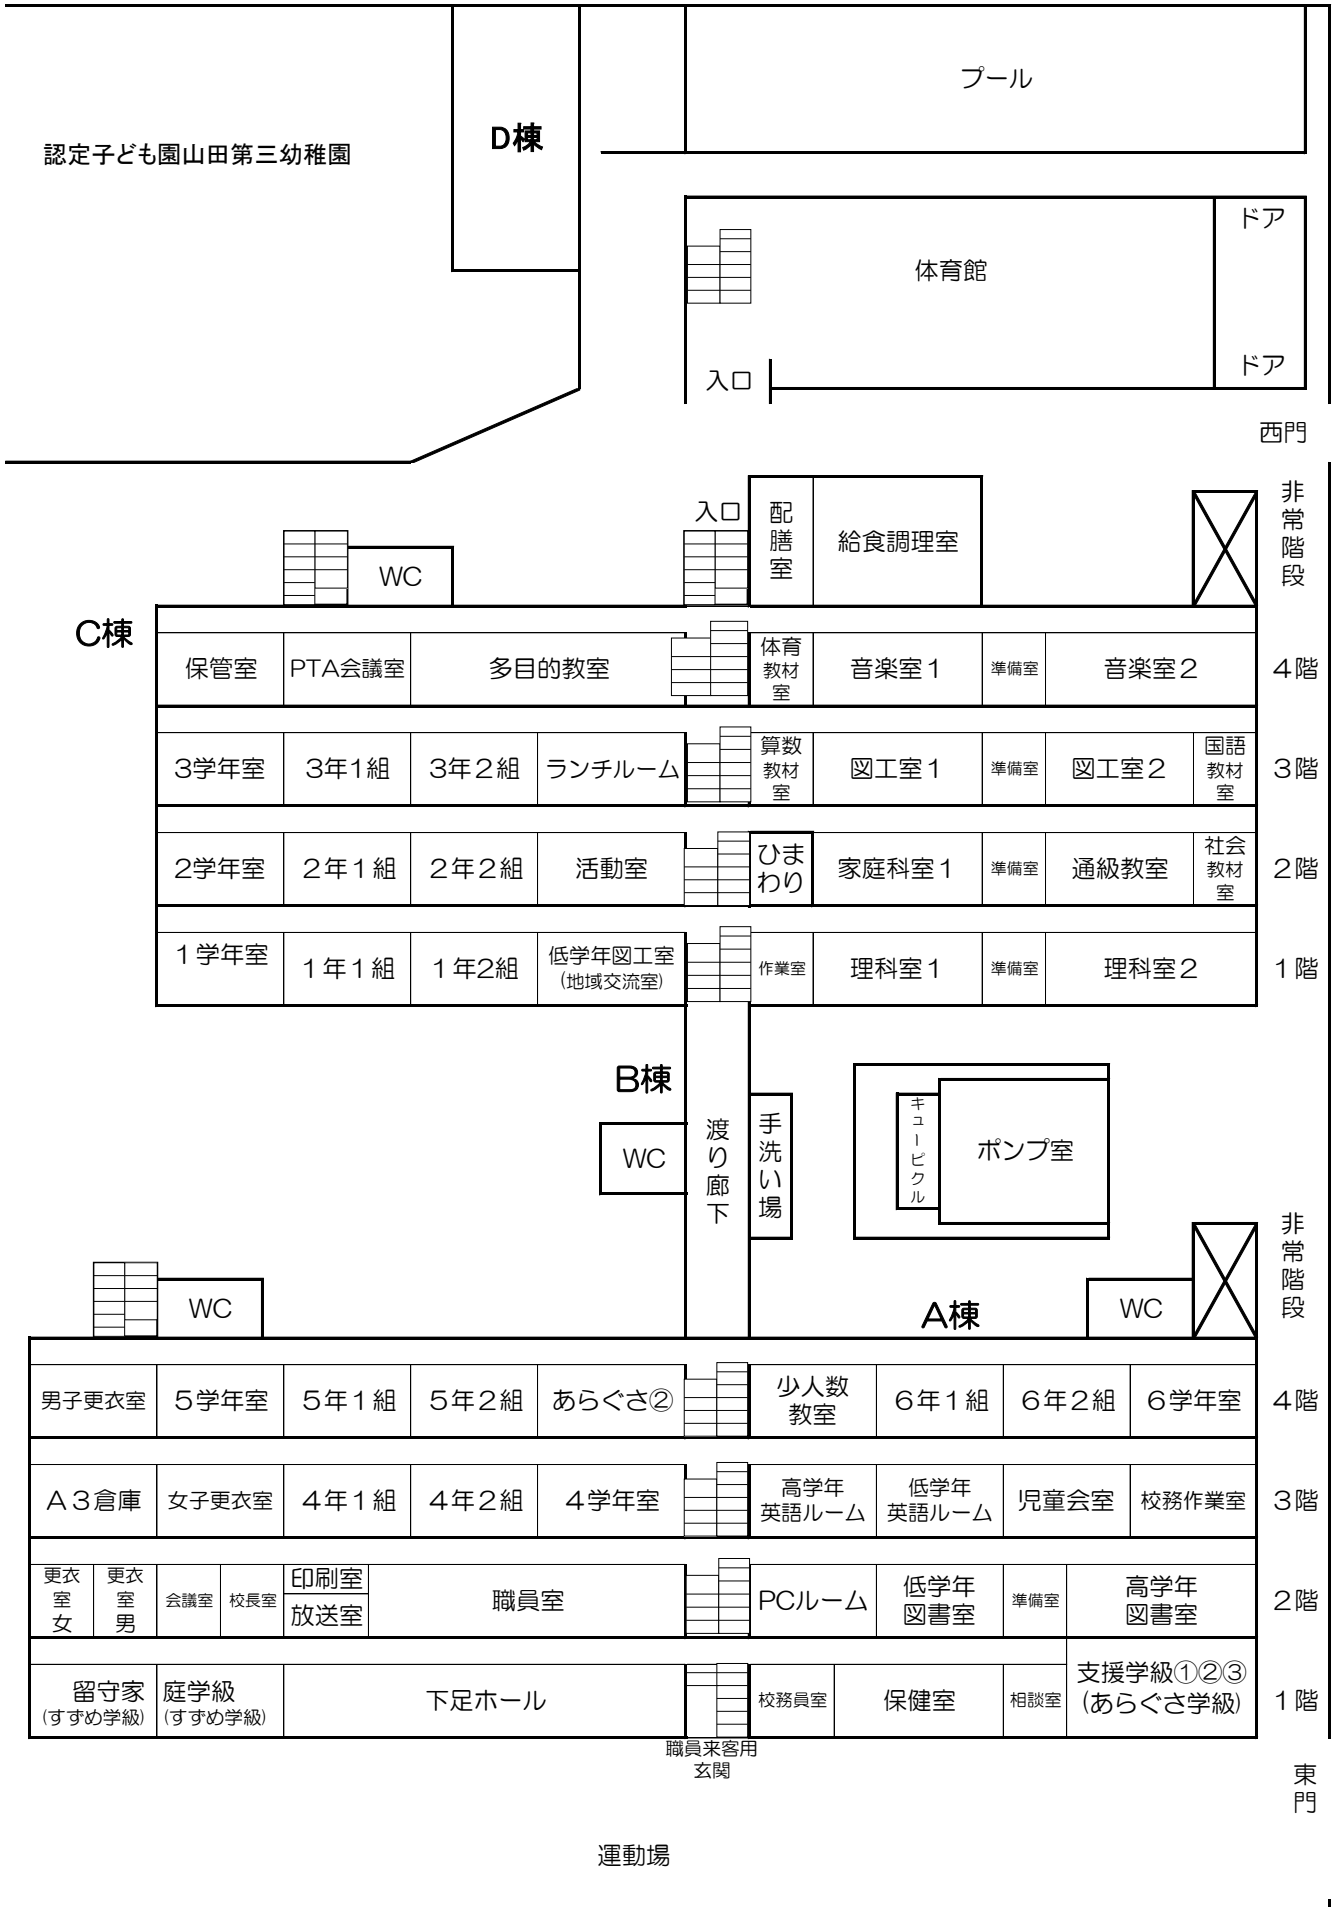 プール
D棟
認定子ども園山田第三幼稚園
ドア
体育館
ドア
入口
西門
非常階段
入口
配膳室
給食調理室
WC
C棟
保管室
PTA会議室
多目的教室
体育
教材
室
音楽室1
準備室
音楽室2
4階
3学年室
3年1組
3年2組
ランチルーム
算数
教材
室
図工室1
準備室
図工室2
国語
教材
室
3階
2学年室
2年1組
2年2組
活動室
ひま
わり
家庭科室1
準備室
通級教室
社会
教材
室
2階
1学年室
1年1組
1年2組
低学年図工室
(地域交流室)
作業室
理科室1
準備室
理科室2
1階
B棟
WC
渡り廊下
手洗い場
キュービクル
ポンプ室
非常階段
WC
A棟
WC
男子更衣室
5学年室
5年1組
5年2組
あらぐさ②
少人数
教室
6年1組
6年2組
6学年室
4階
A3倉庫
女子更衣室
4年1組
4年2組
4学年室
高学年
英語ルーム
低学年
英語ルーム
児童会室
校務作業室
3階
更衣
室
女
更衣
室
男
会議室
校長室
印刷室
放送室
職員室
PCルーム
低学年
図書室
準備室
高学年
図書室
2階
留守家
(すずめ学級)
庭学級
(すずめ学級)
下足ホール
校務員室
保健室
相談室
支援学級①②③
(あらぐさ学級)
1階
職員来客用
玄関
東門
運動場